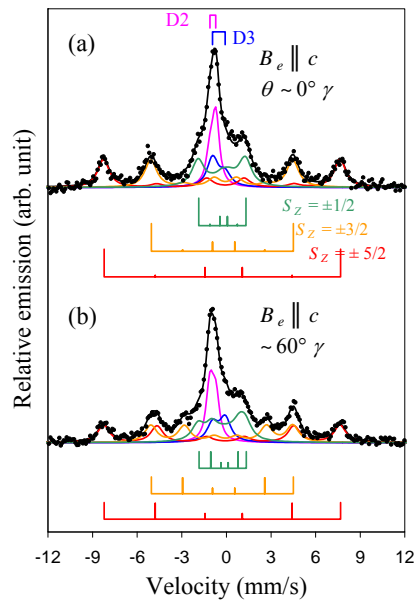 D2
D3
(a)
B_e ∥ c
θ ~ 0° γ
S_Z = ±1/2
S_Z = ±3/2
S_Z = ±5/2
(b)
B_e ∥ c
~ 60° γ
Relative emission (arb. unit)
-12 -9 -6 -3 0 3 6 9 12
Velocity (mm/s)